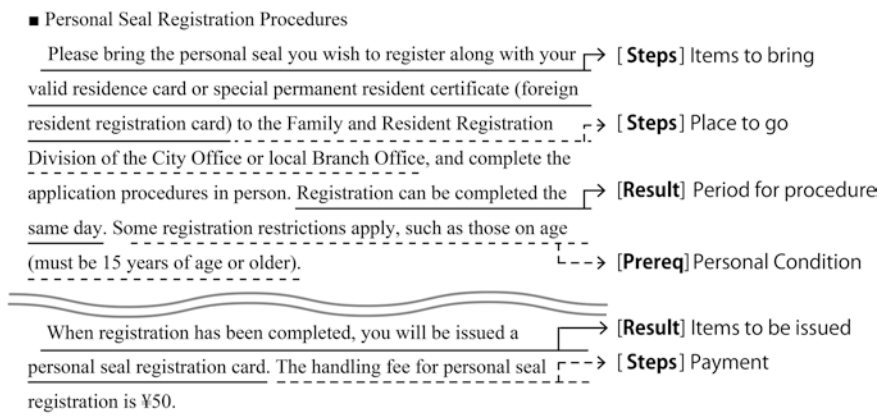 ■ Personal Seal Registration Procedures
Please bring the personal seal you wish to register along with your
[Steps] Items to bring
valid residence card or special permanent resident certificate (foreign
resident registration card) to the Family and Resident Registration
[Steps] Place to go
Division of the City Office or local Branch Office, and complete the
application procedures in person. Registration can be completed the
[Result] Period for procedure
same day. Some registration restrictions apply, such as those on age
(must be 15 years of age or older).
[Prereq] Personal Condition
When registration has been completed, you will be issued a
[Result] Items to be issued
personal seal registration card. The handling fee for personal seal
[Steps] Payment
registration is ¥50.